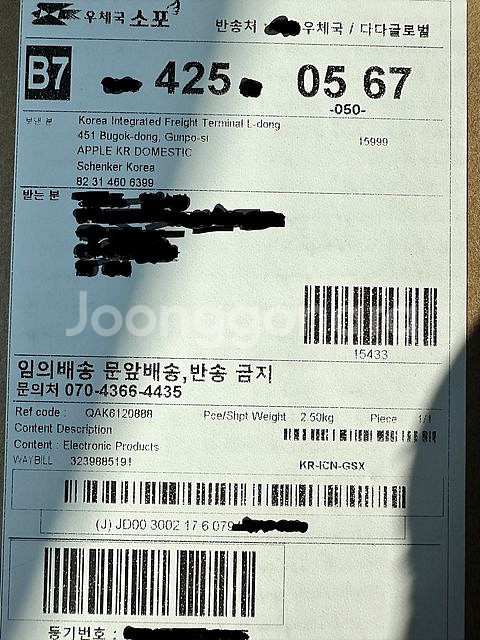 우체국 소포
반송처 : 우체국 / 다다글로벌
B7 425 05 67
-050-
보낸 분 Korea Integrated Freight Terminal L-dong
451 Bugok-dong, Gunpo-si 15999
APPLE KR DOMESTIC
Schenker Korea
82 31 460 6399
받는 분
15433
임의배송 문앞배송,반송 금지
문의처 070-4366-4435
Ref code : QAK6120888 Pce/Shpt Weight 2.50kg Piece 1/1
Content Description
Content : Electronic Products
WAYBILL 3239885191 KR-ICN-GSX
(J) JD00 3002 17 6 079
등기번호 :